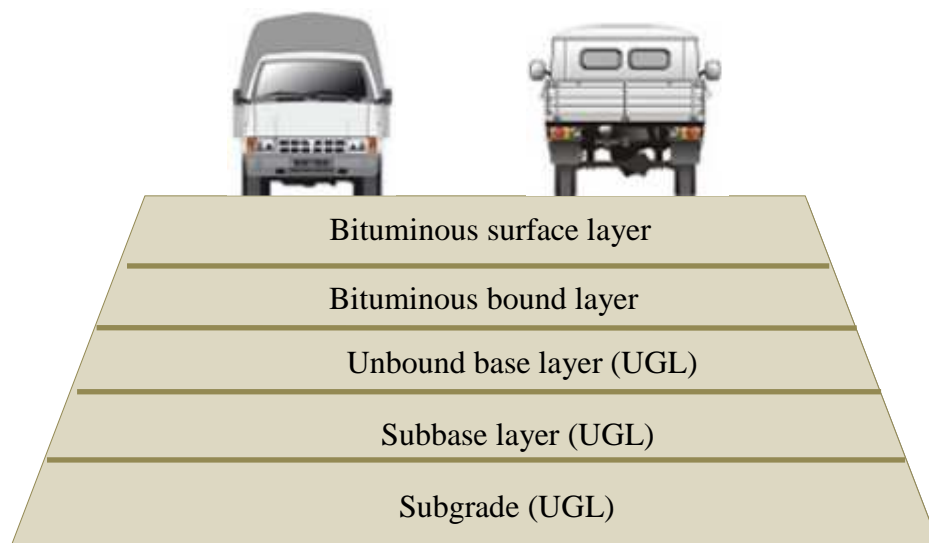 Bituminous surface layer
Bituminous bound layer
Unbound base layer (UGL)
Subbase layer (UGL)
Subgrade (UGL)